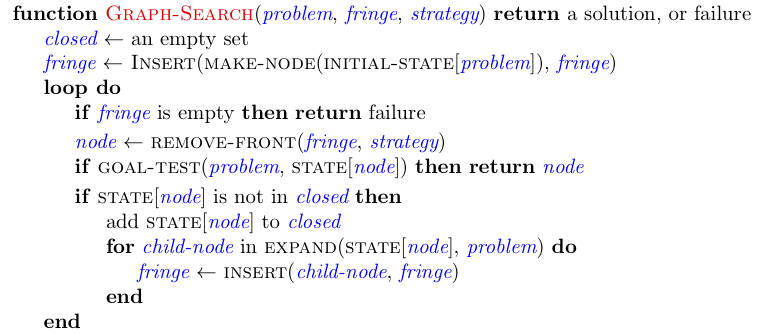 function GRAPH-SEARCH(problem, fringe, strategy) return a solution, or failure
closed ← an empty set
fringe ← INSERT(MAKE-NODE(INITIAL-STATE[problem]), fringe)
loop do
if fringe is empty then return failure
node ← REMOVE-FRONT(fringe, strategy)
if GOAL-TEST(problem, STATE[node]) then return node
if STATE[node] is not in closed then
add STATE[node] to closed
for child-node in EXPAND(STATE[node], problem) do
fringe ← INSERT(child-node, fringe)
end
end